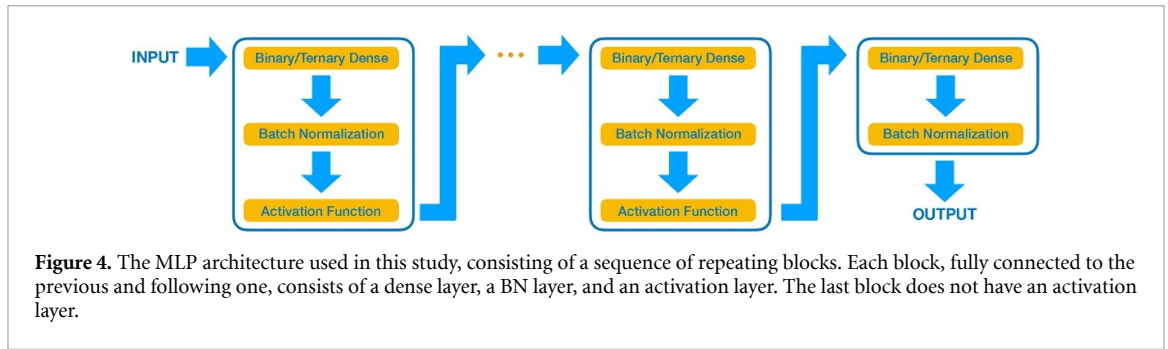 INPUT
Binary/Ternary Dense
Batch Normalization
Activation Function
...
Binary/Ternary Dense
Batch Normalization
Activation Function
Binary/Ternary Dense
Batch Normalization
OUTPUT
Figure 4. The MLP architecture used in this study, consisting of a sequence of repeating blocks. Each block, fully connected to the
previous and following one, consists of a dense layer, a BN layer, and an activation layer. The last block does not have an activation
layer.